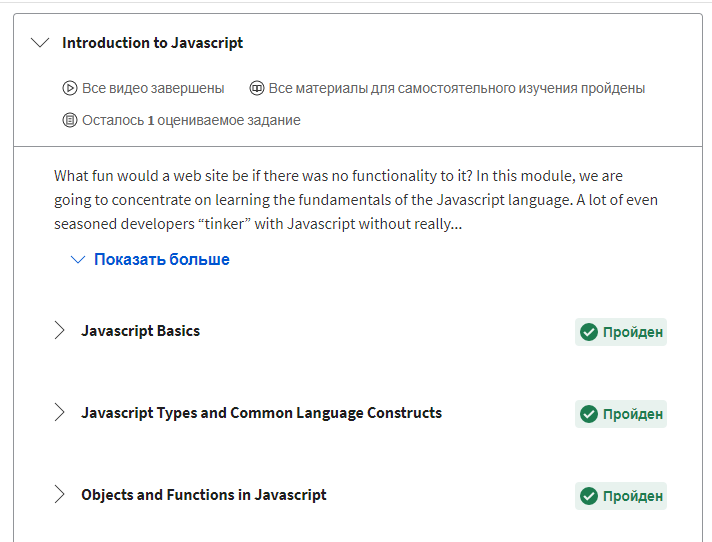 Introduction to Javascript
Все видео завершены Все материалы для самостоятельного изучения пройдены
Осталось 1 оцениваемое задание
What fun would a web site be if there was no functionality to it? In this module, we are
going to concentrate on learning the fundamentals of the Javascript language. A lot of even
seasoned developers “tinker” with Javascript without really...
Показать больше
Javascript Basics Пройден
Javascript Types and Common Language Constructs Пройден
Objects and Functions in Javascript Пройден